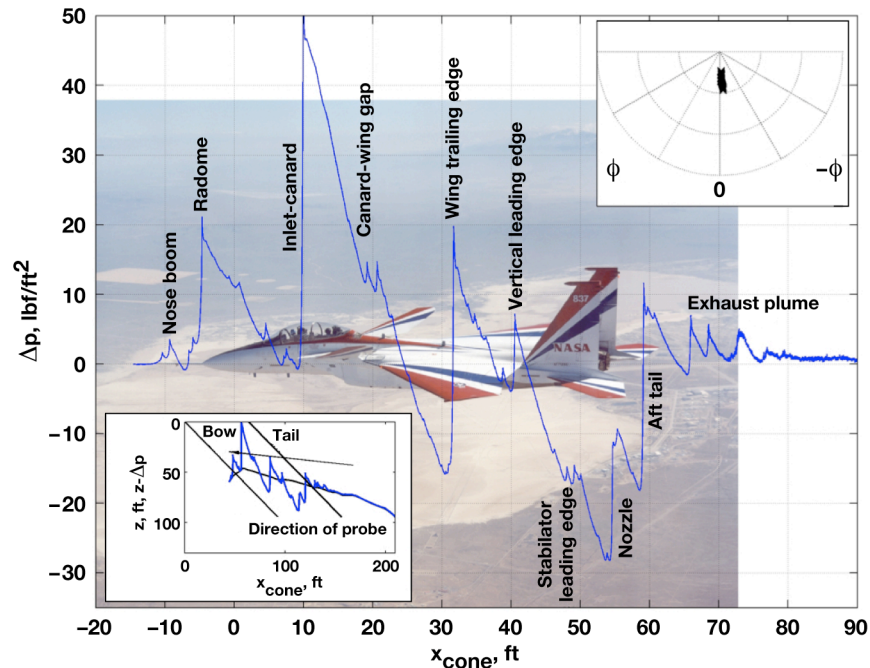 50
40
30
20
10
0
−10
−20
−30
Δp, lbf/ft²
−20
−10
0
10
20
30
40
50
60
70
80
90
x_cone, ft
Nose boom
Radome
Inlet-canard
Canard-wing gap
Wing trailing edge
Vertical leading edge
Stabilator
leading edge
Nozzle
Aft tail
Exhaust plume
837
NASA
ϕ
0
−ϕ
0
50
100
z, ft, z-Δp
Bow
Tail
Direction of probe
0
100
200
x_cone, ft